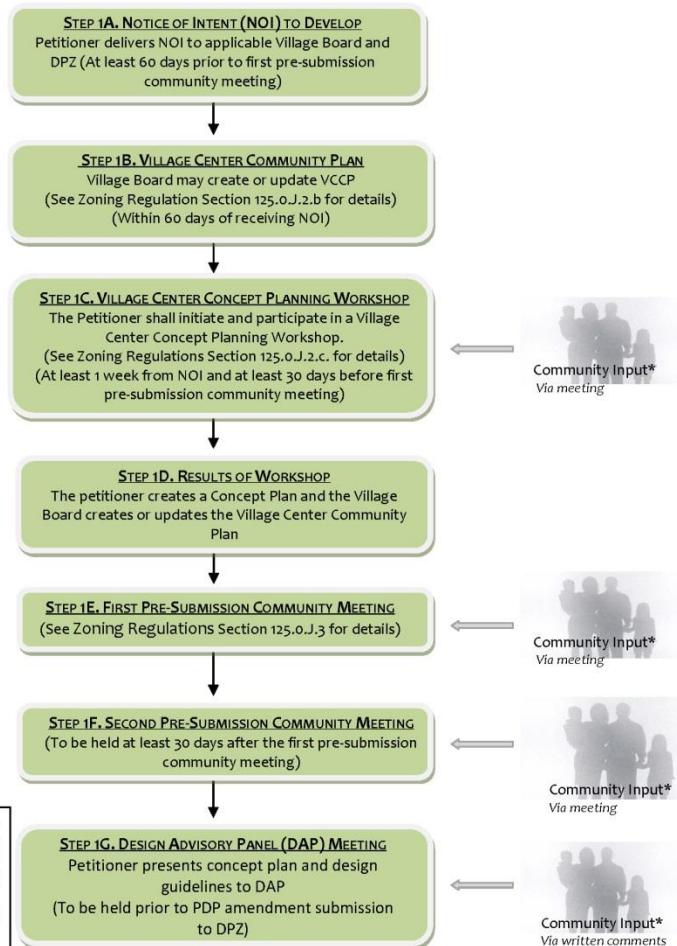 STEP 1A. NOTICE OF INTENT (NOI) TO DEVELOP
Petitioner delivers NOI to applicable Village Board and
DPZ (At least 60 days prior to first pre-submission
community meeting)
STEP 1B. VILLAGE CENTER COMMUNITY PLAN
Village Board may create or update VCCP
(See Zoning Regulation Section 125.0.J.2.b for details)
(Within 60 days of receiving NOI)
STEP 1C. VILLAGE CENTER CONCEPT PLANNING WORKSHOP
The Petitioner shall initiate and participate in a Village
Center Concept Planning Workshop.
(See Zoning Regulations Section 125.0.J.2.c. for details)
(At least 1 week from NOI and at least 30 days before first
pre-submission community meeting)
Community Input*
Via meeting
STEP 1D. RESULTS OF WORKSHOP
The petitioner creates a Concept Plan and the Village
Board creates or updates the Village Center Community
Plan
STEP 1E. FIRST PRE-SUBMISSION COMMUNITY MEETING
(See Zoning Regulations Section 125.0.J.3 for details)
Community Input*
Via meeting
STEP 1F. SECOND PRE-SUBMISSION COMMUNITY MEETING
(To be held at least 30 days after the first pre-submission
community meeting)
Community Input*
Via meeting
STEP 1G. DESIGN ADVISORY PANEL (DAP) MEETING
Petitioner presents concept plan and design
guidelines to DAP
(To be held prior to PDP amendment submission
to DPZ)
Community Input*
Via written comments